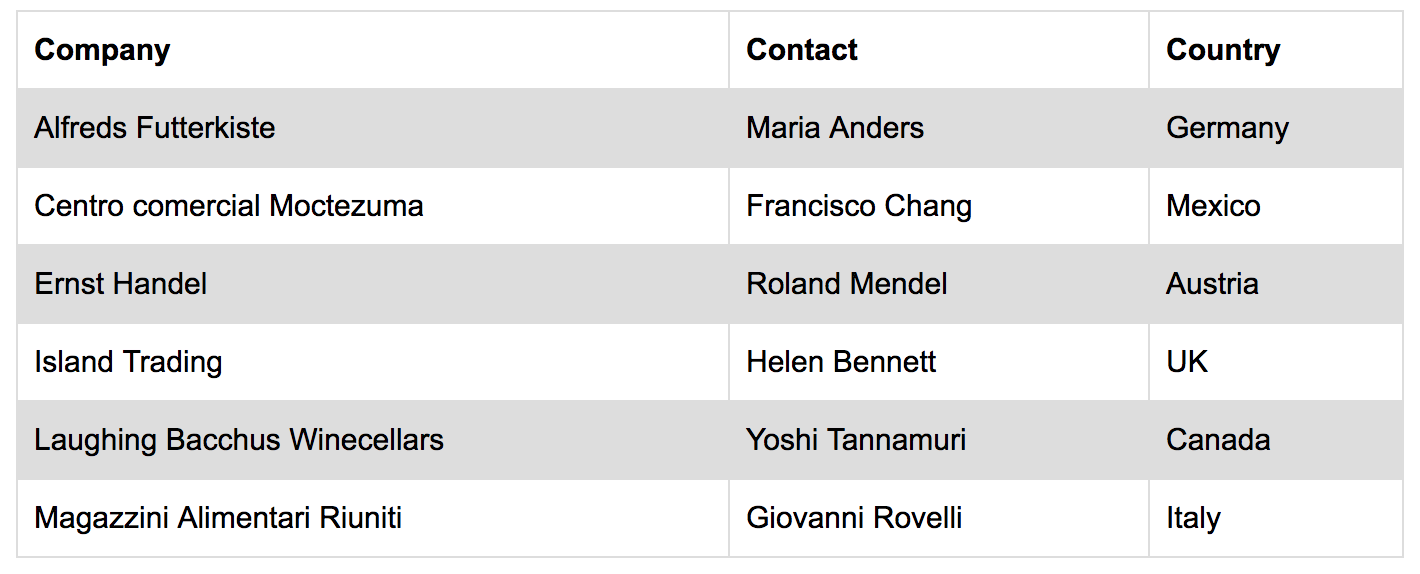 Company Contact Country
Alfreds Futterkiste Maria Anders Germany
Centro comercial Moctezuma Francisco Chang Mexico
Ernst Handel Roland Mendel Austria
Island Trading Helen Bennett UK
Laughing Bacchus Winecellars Yoshi Tannamuri Canada
Magazzini Alimentari Riuniti Giovanni Rovelli Italy